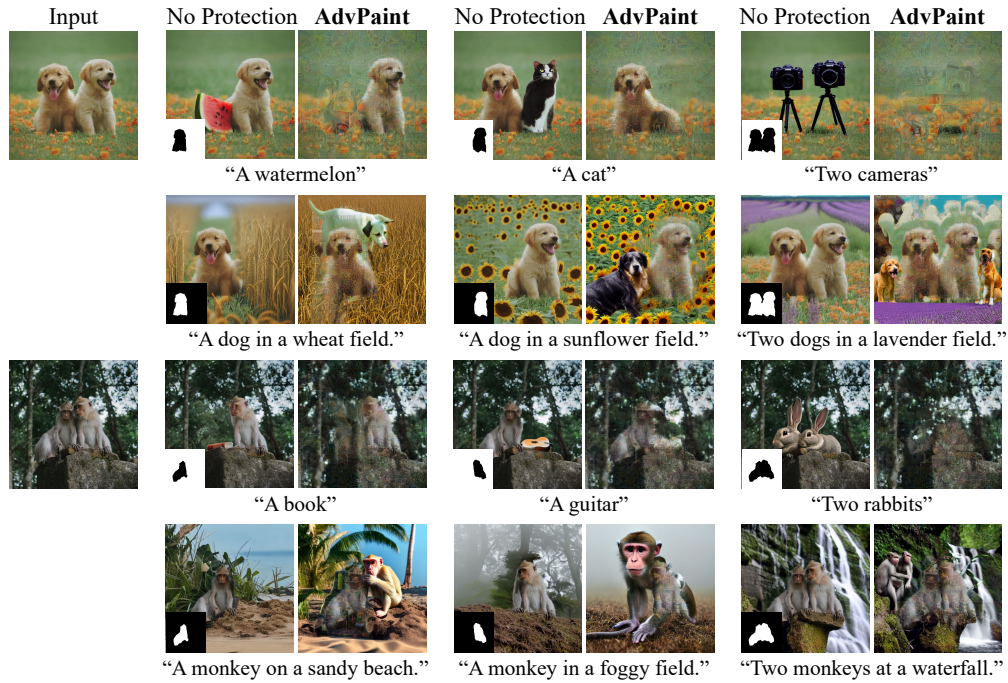 Input No Protection AdvPaint No Protection AdvPaint No Protection AdvPaint
“A watermelon” “A cat” “Two cameras”
“A dog in a wheat field.” “A dog in a sunflower field.” “Two dogs in a lavender field.”
“A book” “A guitar” “Two rabbits”
“A monkey on a sandy beach.” “A monkey in a foggy field.” “Two monkeys at a waterfall.”